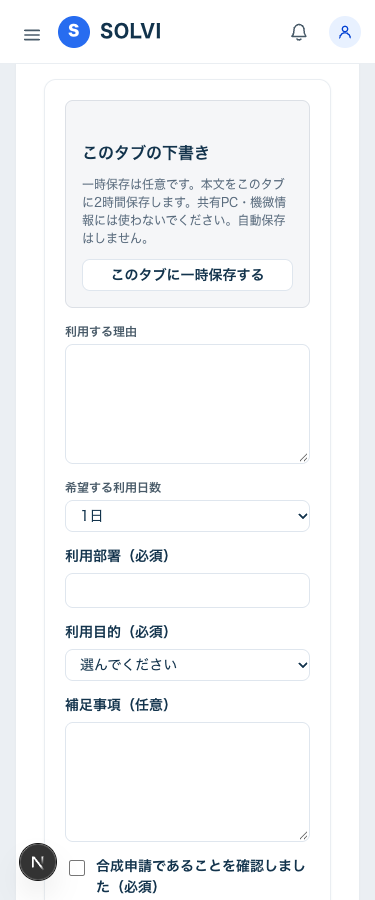 S SOLVI
このタブの下書き
一時保存は任意です。本文をこのタブ
に2時間保存します。共有PC・機微情
報には使わないでください。自動保存
はしません。
このタブに一時保存する
利用する理由
希望する利用日数
1日
利用部署（必須）
利用目的（必須）
選んでください
補足事項（任意）
N
合成申請であることを確認しまし
た（必須）